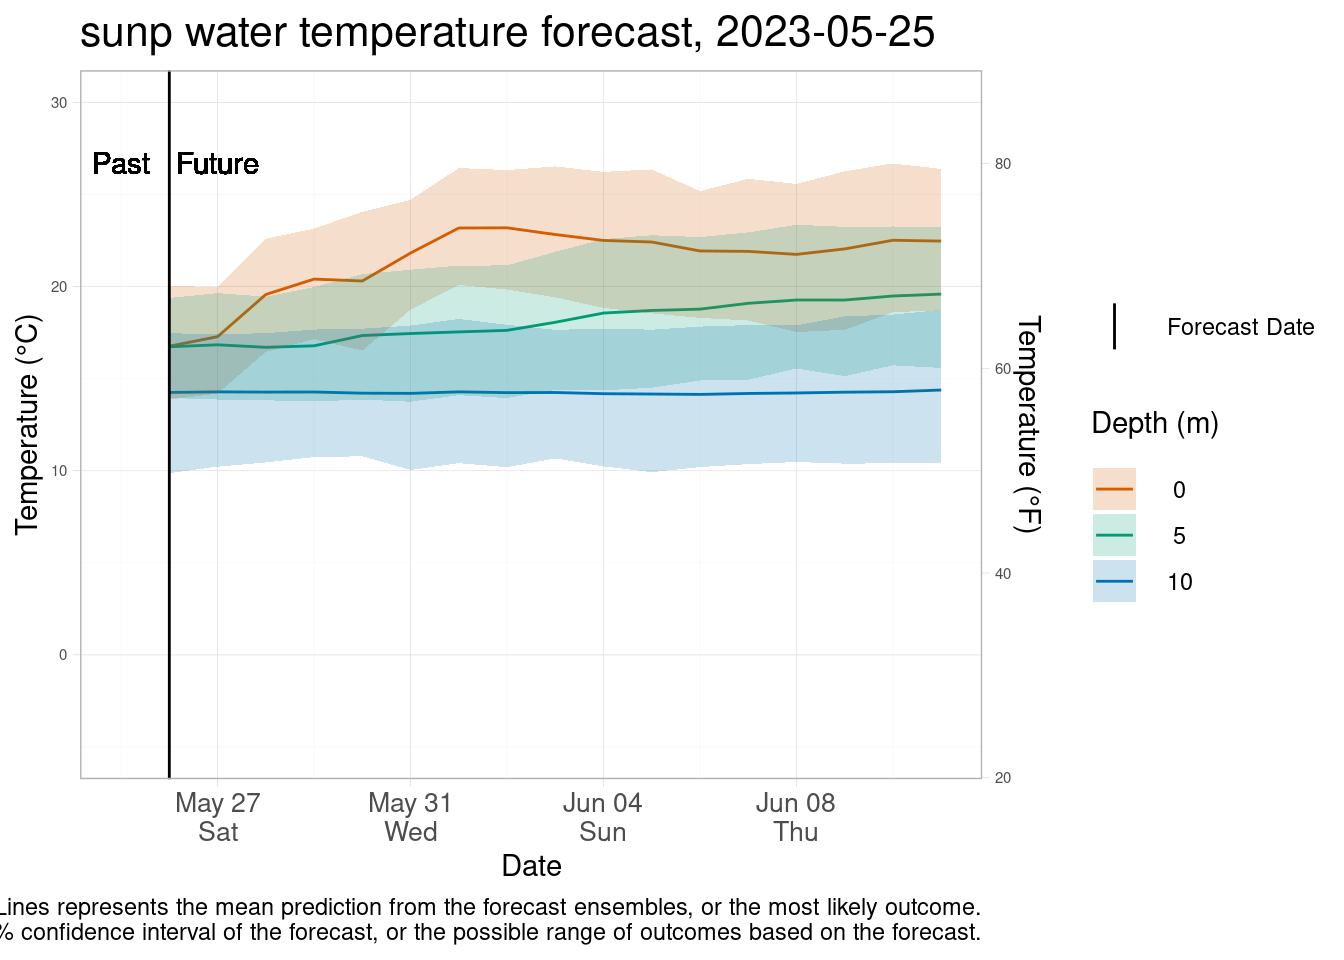 sunp water temperature forecast, 2023-05-25
Past
Future
30
20
10
0
Temperature (°C)
80
60
40
20
Temperature (°F)
May 27
Sat
May 31
Wed
Jun 04
Sun
Jun 08
Thu
Date
Forecast Date
Depth (m)
0
5
10
Lines represents the mean prediction from the forecast ensembles, or the most likely outcome.
% confidence interval of the forecast, or the possible range of outcomes based on the forecast.